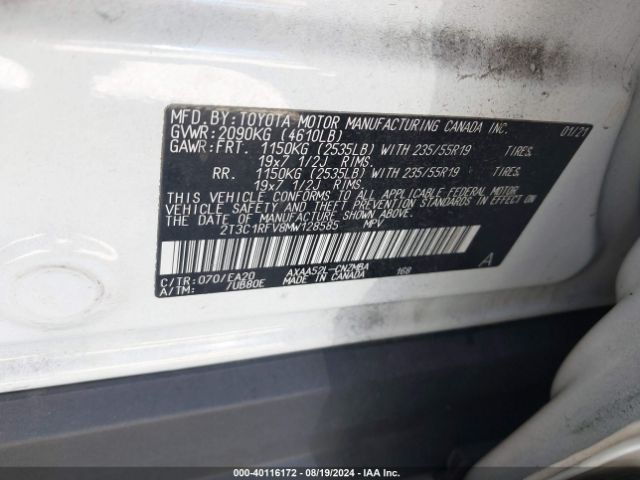 MFD. BY: TOYOTA MOTOR MANUFACTURING CANADA INC. 01/21
GVWR: 2090KG (4610LB)
GAWR: FRT. 1150KG (2535LB) WITH 235/55R19 TIRES.
19x7 1/2J RIMS.
RR. 1150KG (2535LB) WITH 235/55R19 TIRES.
19x7 1/2J RIMS.
THIS VEHICLE CONFORMS TO ALL APPLICABLE FEDERAL MOTOR
VEHICLE SAFETY AND THEFT PREVENTION STANDARDS IN EFFECT ON
THE DATE OF MANUFACTURE SHOWN ABOVE.
2T3C1RFV8MW128585 MPV
C/TR: 070/EA20 AXAA52L-CNZMBA 168 A
A/TM: 7UB80E MADE IN CANADA
000-40116172 — 08/19/2024 — IAA Inc.